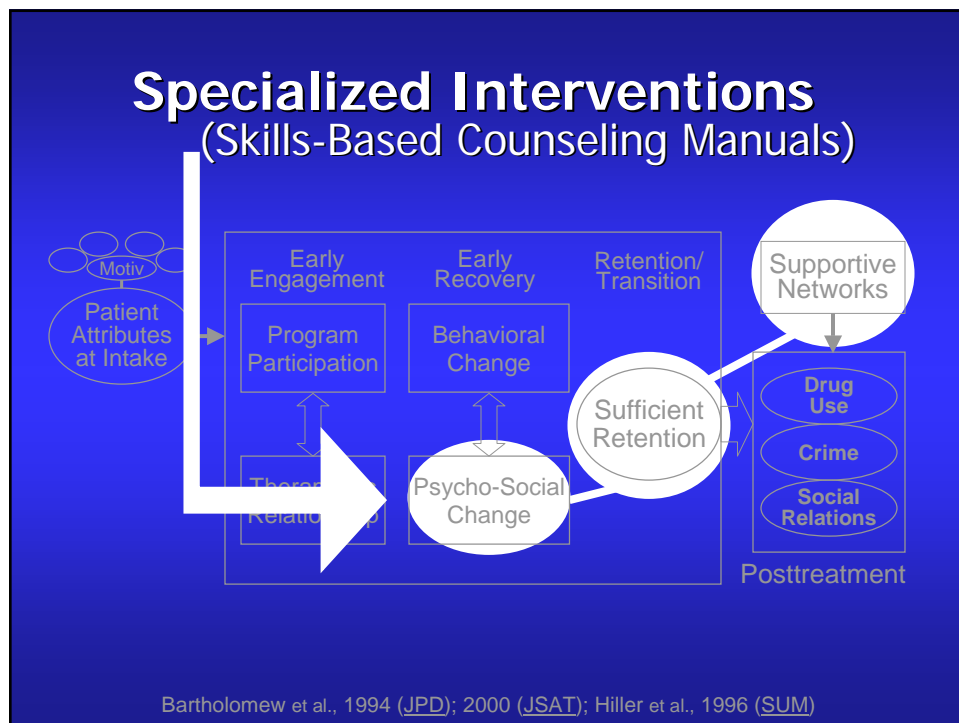 Specialized Interventions
(Skills-Based Counseling Manuals)
Motiv
Patient
Attributes
at Intake
Early
Engagement
Program
Participation
Early
Recovery
Behavioral
Change
Psycho-Social
Change
Retention/
Transition
Sufficient
Retention
Supportive
Networks
Drug
Use
Crime
Social
Relations
Posttreatment
Bartholomew et al., 1994 (JPD); 2000 (JSAT); Hiller et al., 1996 (SUM)